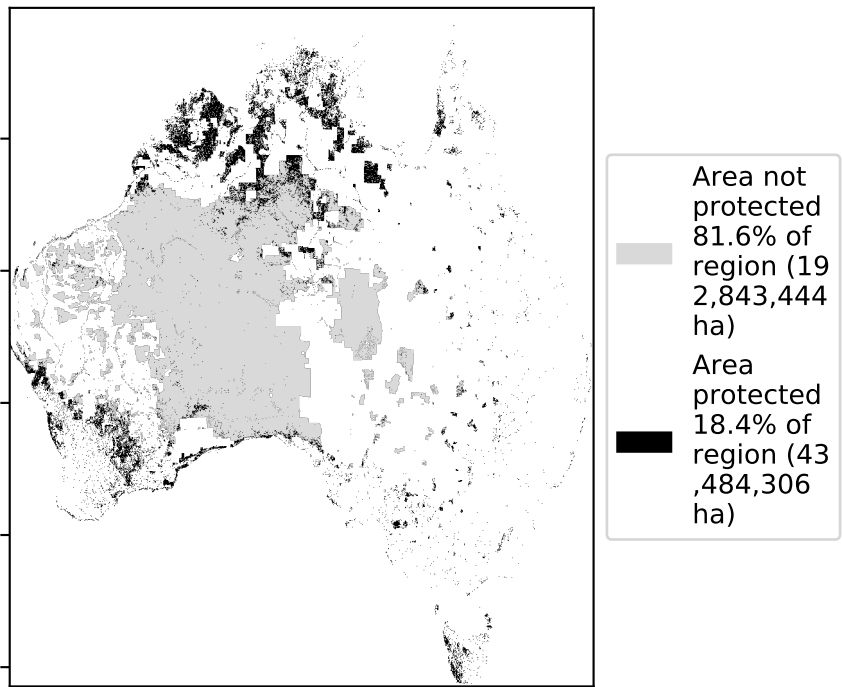 Area not
protected
81.6% of
region (19
2,843,444
ha)
Area
protected
18.4% of
region (43
,484,306
ha)